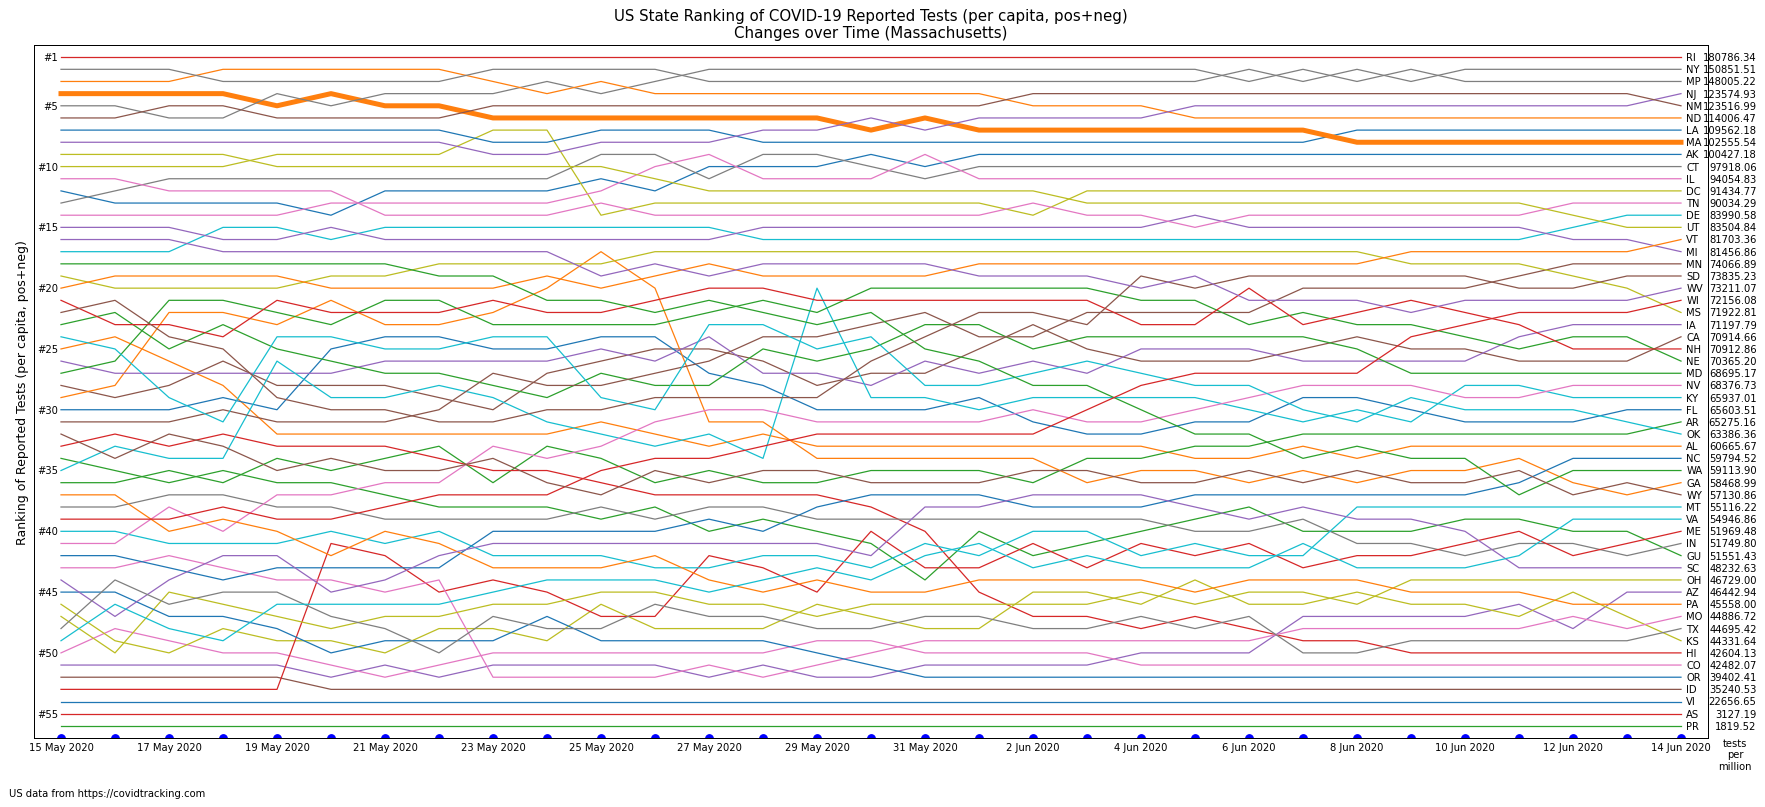 US State Ranking of COVID-19 Reported Tests (per capita, pos+neg)
Changes over Time (Massachusetts)
Ranking of Reported Tests (per capita, pos+neg)
#1
#5
#10
#15
#20
#25
#30
#35
#40
#45
#50
#55
RI 180786.34
NY 150851.51
MP 148005.22
NJ 123574.93
NM 123516.99
ND 114006.47
LA 109562.18
MA 102555.54
AK 100427.18
CT 97918.06
IL 94054.83
DC 91434.77
TN 90034.29
DE 83990.58
UT 83504.84
VT 81703.36
MI 81456.86
MN 74066.89
SD 73835.23
WV 73211.07
WI 72156.08
MS 71922.81
IA 71197.79
CA 70914.66
NH 70912.86
NE 70365.20
MD 68695.17
NV 68376.73
KY 65937.01
FL 65603.51
AR 65275.16
OK 63386.36
AL 60665.67
NC 59794.52
WA 59113.90
GA 58468.99
WY 57130.86
MT 55116.22
VA 54946.86
ME 51969.48
IN 51749.80
GU 51551.43
SC 48232.63
OH 46729.00
AZ 46442.94
PA 45558.00
MO 44886.72
TX 44695.42
KS 44331.64
HI 42604.13
CO 42482.07
OR 39402.41
ID 35240.53
VI 22656.65
AS 3127.19
PR 1819.52
15 May 2020
17 May 2020
19 May 2020
21 May 2020
23 May 2020
25 May 2020
27 May 2020
29 May 2020
31 May 2020
2 Jun 2020
4 Jun 2020
6 Jun 2020
8 Jun 2020
10 Jun 2020
12 Jun 2020
14 Jun 2020
tests
per
million
US data from https://covidtracking.com